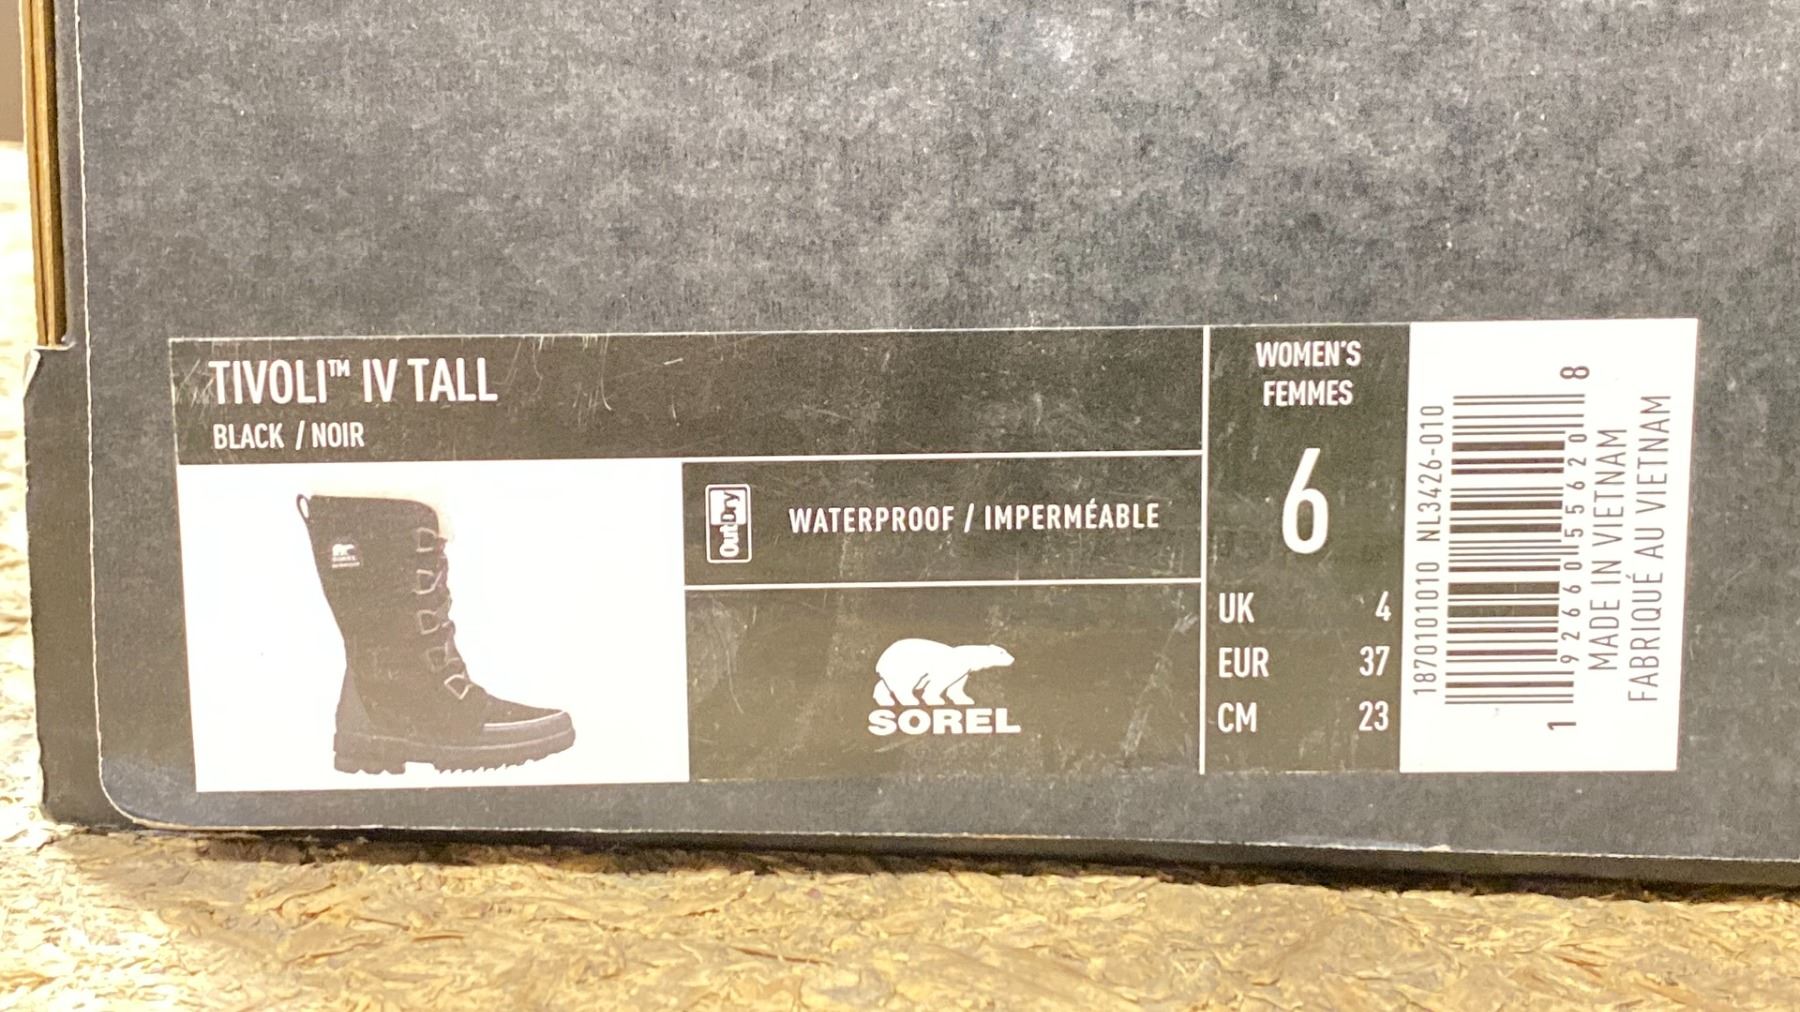 TIVOLI™ IV TALL
BLACK / NOIR
OutDry
WATERPROOF / IMPERMÉABLE
SOREL
WOMEN'S
FEMMES
6
UK 4
EUR 37
CM 23
1870101010 NL3426-010
1 92660 55620 8
MADE IN VIETNAM
FABRIQUÉ AU VIETNAM